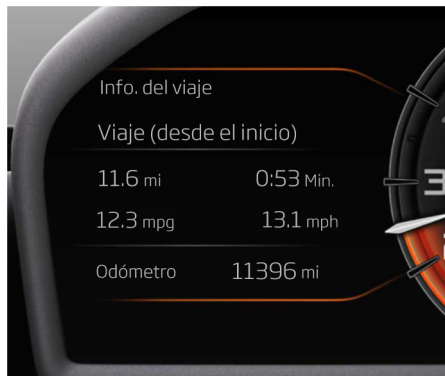 Info. del viaje
Viaje (desde el inicio)
11.6 mi 0:53 Min.
12.3 mpg 13.1 mph
Odómetro 11396 mi
3